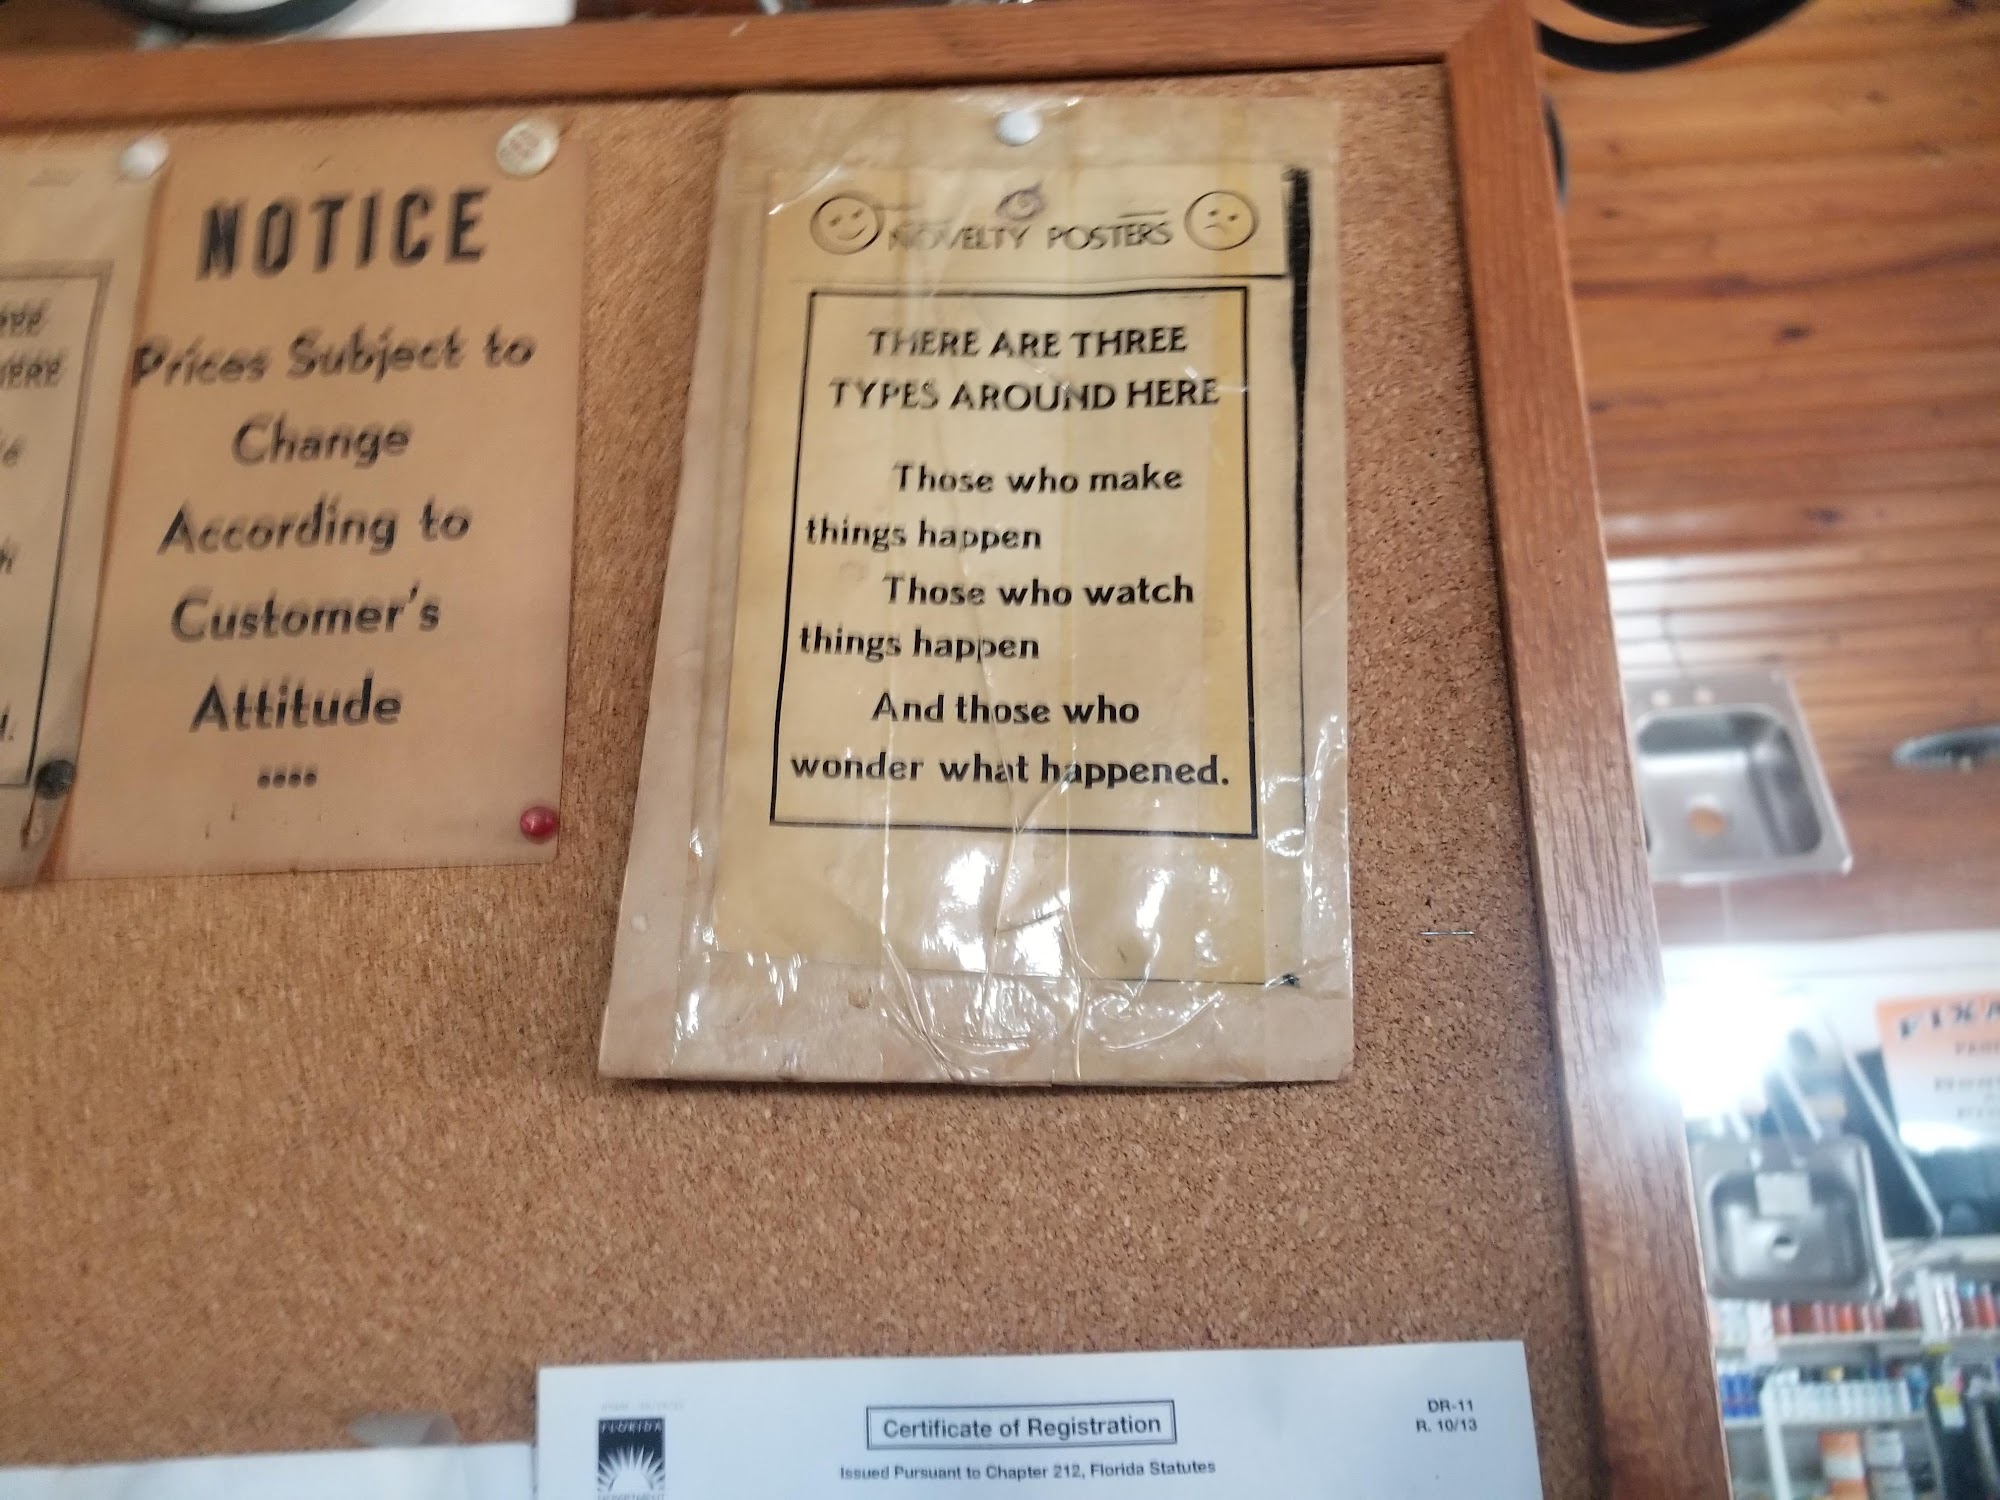 NOTICE
Prices Subject to
Change
According to
Customer's
Attitude
NOVELTY POSTERS
THERE ARE THREE
TYPES AROUND HERE
Those who make
things happen
Those who watch
things happen
And those who
wonder what happened.
Certificate of Registration
Issued Pursuant to Chapter 212, Florida Statutes
DR-11
R. 10/13
FLORIDA